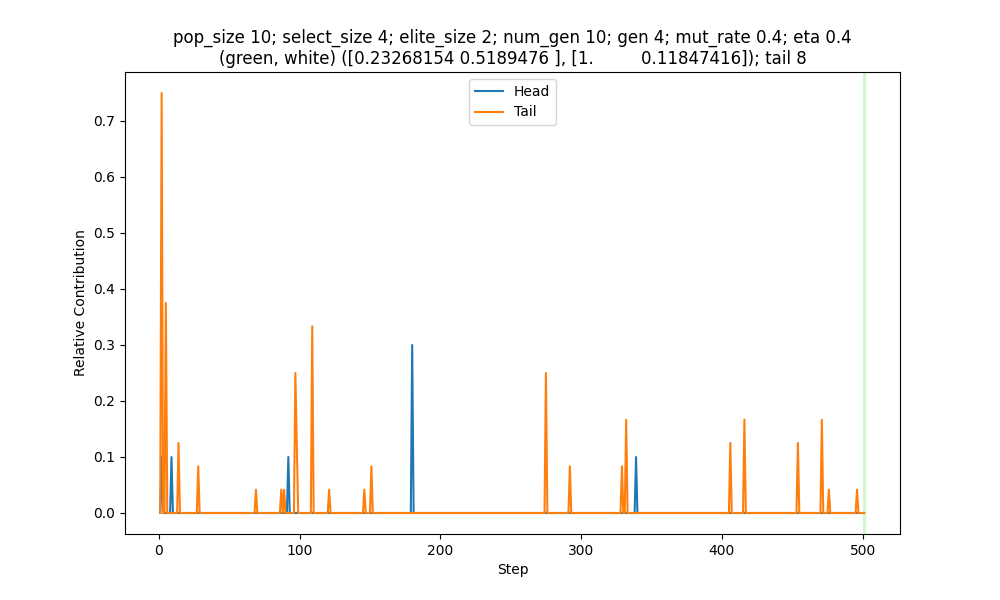 pop_size 10; select_size 4; elite_size 2; num_gen 10; gen 4; mut_rate 0.4; eta 0.4
(green, white) ([0.23268154 0.5189476 ], [1.         0.11847416]); tail 8
Head
Tail
0.7
0.6
0.5
0.4
0.3
0.2
0.1
0.0
Relative Contribution
0
100
200
300
400
500
Step